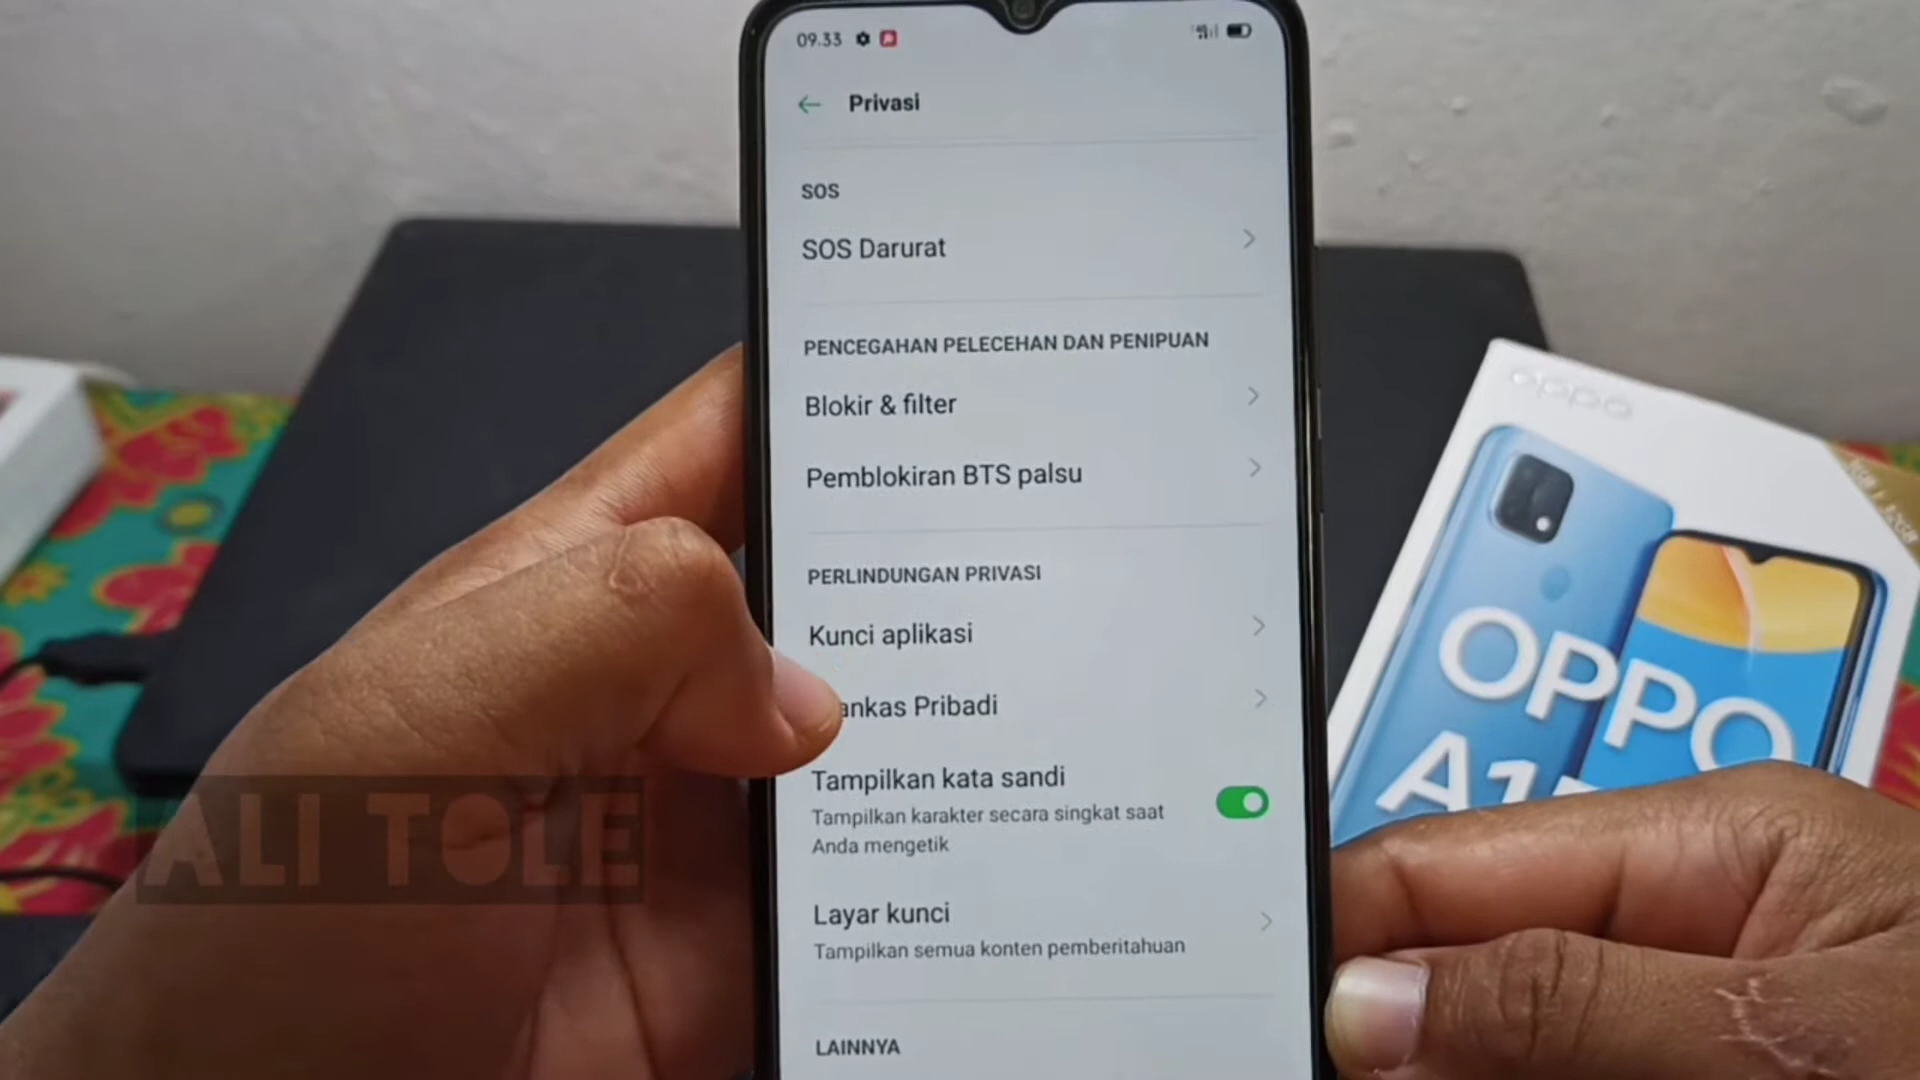 09.33
Privasi
SOS
SOS Darurat
PENCEGAHAN PELECEHAN DAN PENIPUAN
Blokir & filter
Pemblokiran BTS palsu
PERLINDUNGAN PRIVASI
Kunci aplikasi
ankas Pribadi
Tampilkan kata sandi
Tampilkan karakter secara singkat saat
Anda mengetik
Layar kunci
Tampilkan semua konten pemberitahuan
LAINNYA
oppo
OPPO
ALI TOLE